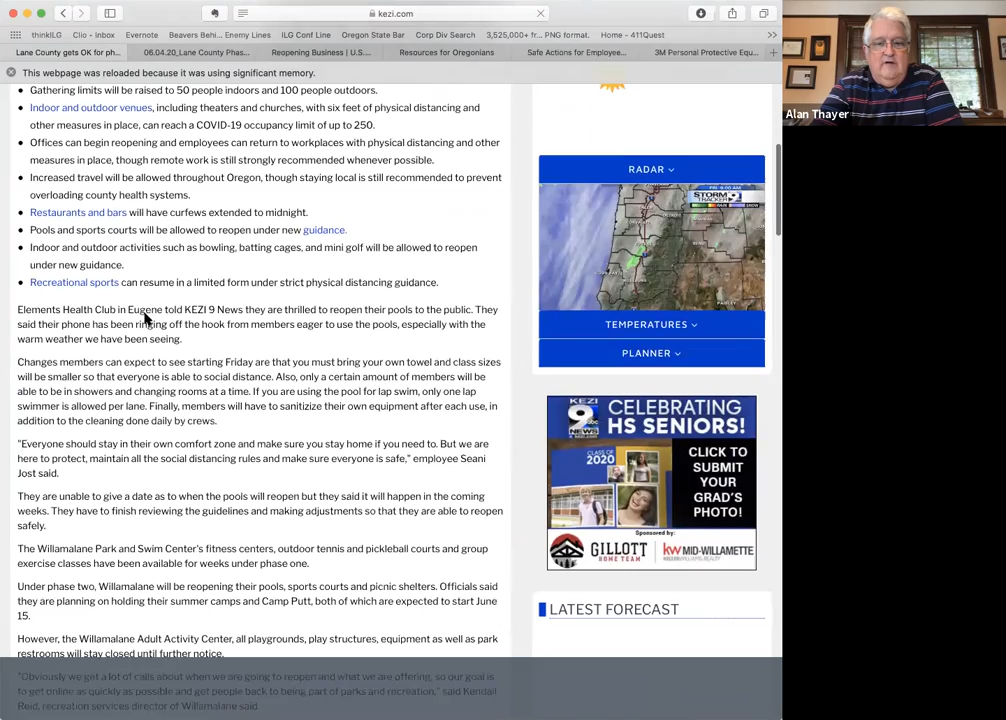 kezi.com
thinkILG
Clio - inbox
Evernote
Beavers Behi... Enemy Lines
ILG Conf Line
Oregon State Bar
Corp Div Search
3,525,000+ fr... PNG format.
Home - 411Quest
Lane County gets OK for ph...
06.04.20_Lane County Phas...
Reopening Business | U.S....
Resources for Oregonians
Safe Actions for Employee...
3M Personal Protective Equ...
This webpage was reloaded because it was using significant memory.
Gathering limits will be raised to 50 people indoors and 100 people outdoors.
Indoor and outdoor venues, including theaters and churches, with six feet of physical distancing and
other measures in place, can reach a COVID-19 occupancy limit of up to 250.
Offices can begin reopening and employees can return to workplaces with physical distancing and other
measures in place, though remote work is still strongly recommended whenever possible.
Increased travel will be allowed throughout Oregon, though staying local is still recommended to prevent
overloading county health systems.
Restaurants and bars will have curfews extended to midnight.
Pools and sports courts will be allowed to reopen under new guidance.
Indoor and outdoor activities such as bowling, batting cages, and mini golf will be allowed to reopen
under new guidance.
Recreational sports can resume in a limited form under strict physical distancing guidance.
Elements Health Club in Eugene told KEZI 9 News they are thrilled to reopen their pools to the public. They
said their phone has been ringing off the hook from members eager to use the pools, especially with the
warm weather we have been seeing.
Changes members can expect to see starting Friday are that you must bring your own towel and class sizes
will be smaller so that everyone is able to social distance. Also, only a certain amount of members will be
able to be in showers and changing rooms at a time. If you are using the pool for lap swim, only one lap
swimmer is allowed per lane. Finally, members will have to sanitizie their own equipment after each use, in
addition to the cleaning done daily by crews.
"Everyone should stay in their own comfort zone and make sure you stay home if you need to. But we are
here to protect, maintain all the social distancing rules and make sure everyone is safe," employee Seani
Jost said.
They are unable to give a date as to when the pools will reopen but they said it will happen in the coming
weeks. They have to finish reviewing the guidelines and making adjustments so that they are able to reopen
safely.
The Willamalane Park and Swim Center's fitness centers, outdoor tennis and pickleball courts and group
exercise classes have been available for weeks under phase one.
Under phase two, Willamalane will be reopening their pools, sports courts and picnic shelters. Officials said
they are planning on holding their summer camps and Camp Putt, both of which are expected to start June
15.
However, the Willamalane Adult Activity Center, all playgrounds, play structures, equipment as well as park
restrooms will stay closed until further notice.
"Obviously we get a lot of calls about when we are going to reopen and what we are offering, so our goal is
to get online as quickly as possible and get people back to being part of parks and recreation," said Kendall
Reid, recreation services director of Willamalane said.
RADAR
FRI 9:00 AM
STORM
TRACKER 9
TEMPERATURES
PLANNER
KEZI
9
NEWS
CELEBRATING
HS SENIORS!
CLASS OF
2020
CLICK TO
SUBMIT
YOUR
GRAD'S
PHOTO!
Sponsored by:
GILLOTT
HOME TEAM
kw MID-WILLAMETTE
KELLERWILLIAMS. REALTY
LATEST FORECAST
Alan Thayer